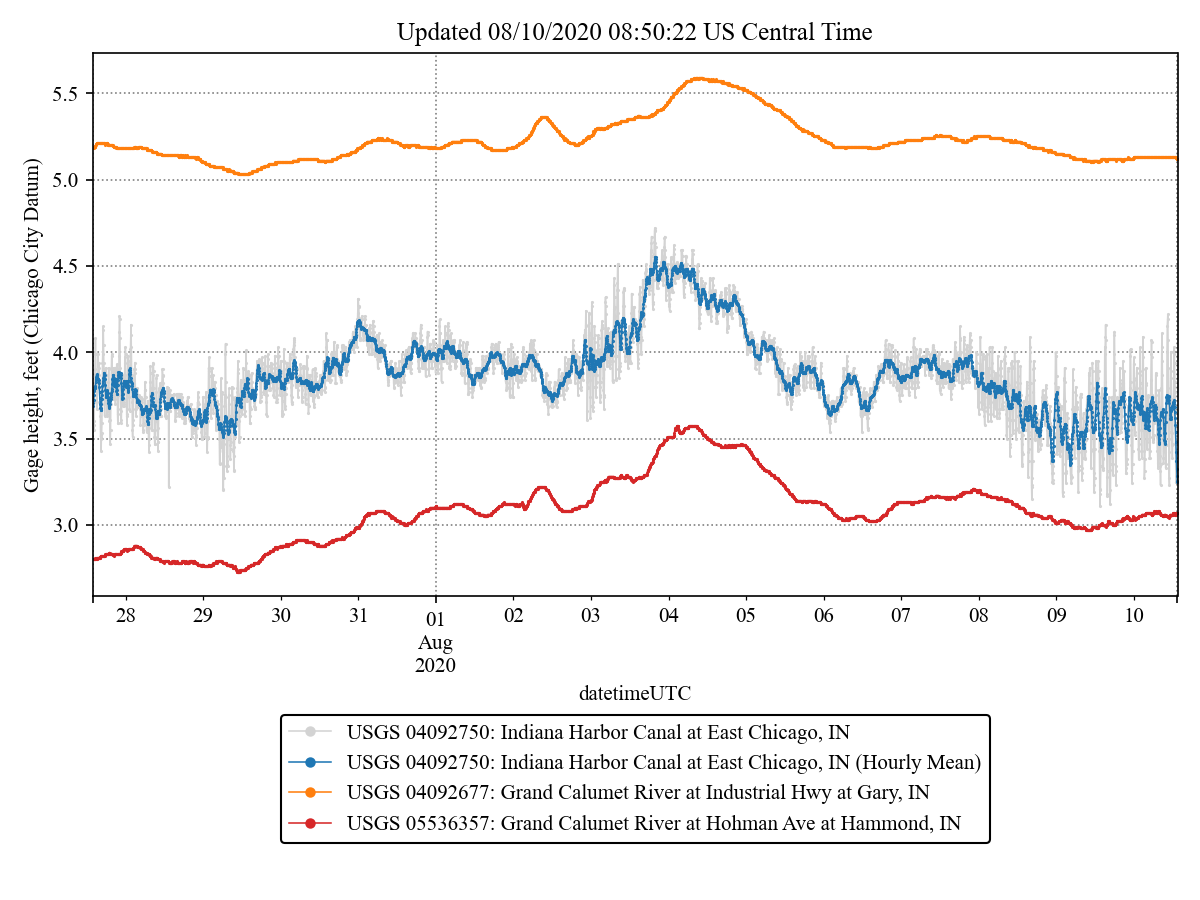 Updated 08/10/2020 08:50:22 US Central Time
Gage height, feet (Chicago City Datum)
5.5
5.0
4.5
4.0
3.5
3.0
28 29 30 31 01 02 03 04 05 06 07 08 09 10
Aug
2020
datetimeUTC
USGS 04092750: Indiana Harbor Canal at East Chicago, IN
USGS 04092750: Indiana Harbor Canal at East Chicago, IN (Hourly Mean)
USGS 04092677: Grand Calumet River at Industrial Hwy at Gary, IN
USGS 05536357: Grand Calumet River at Hohman Ave at Hammond, IN